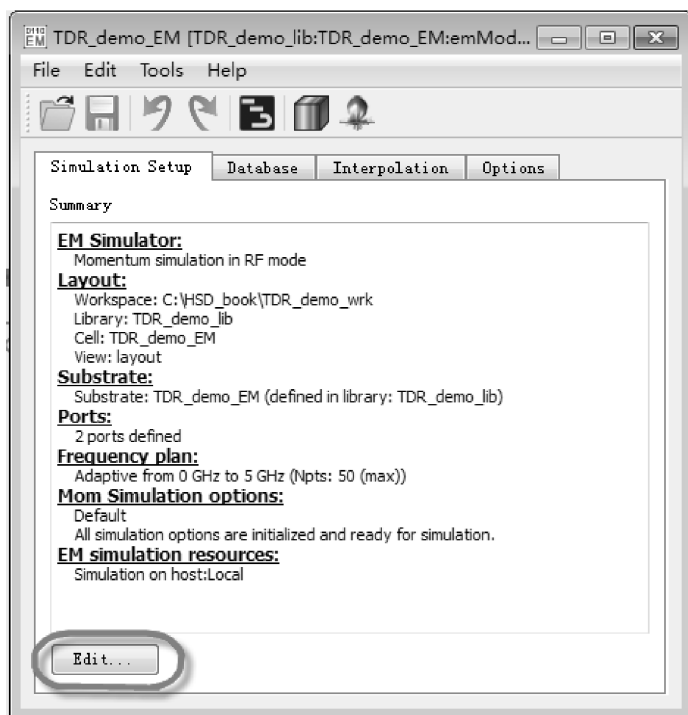 TDR_demo_EM [TDR_demo_lib:TDR_demo_EM:emMod...
File Edit Tools Help
Simulation Setup Database Interpolation Options
Summary
EM Simulator:
Momentum simulation in RF mode
Layout:
Workspace: C:\HSD_book\TDR_demo_wrk
Library: TDR_demo_lib
Cell: TDR_demo_EM
View: layout
Substrate:
Substrate: TDR_demo_EM (defined in library: TDR_demo_lib)
Ports:
2 ports defined
Frequency plan:
Adaptive from 0 GHz to 5 GHz (Npts: 50 (max))
Mom Simulation options:
Default
All simulation options are initialized and ready for simulation.
EM simulation resources:
Simulation on host:Local
Edit...